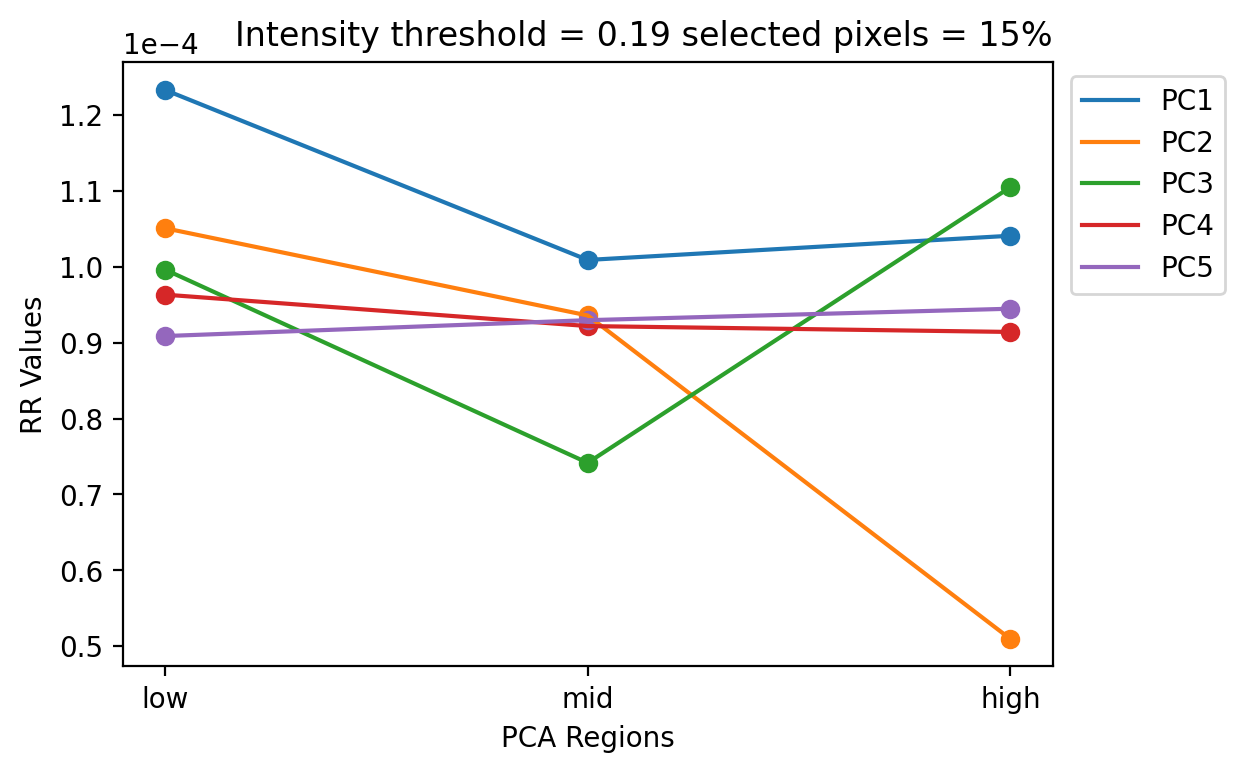 Intensity threshold = 0.19 selected pixels = 15%
1e−4
1.2
1.1
1.0
0.9
0.8
0.7
0.6
0.5
RR Values
low
mid
high
PCA Regions
PC1
PC2
PC3
PC4
PC5